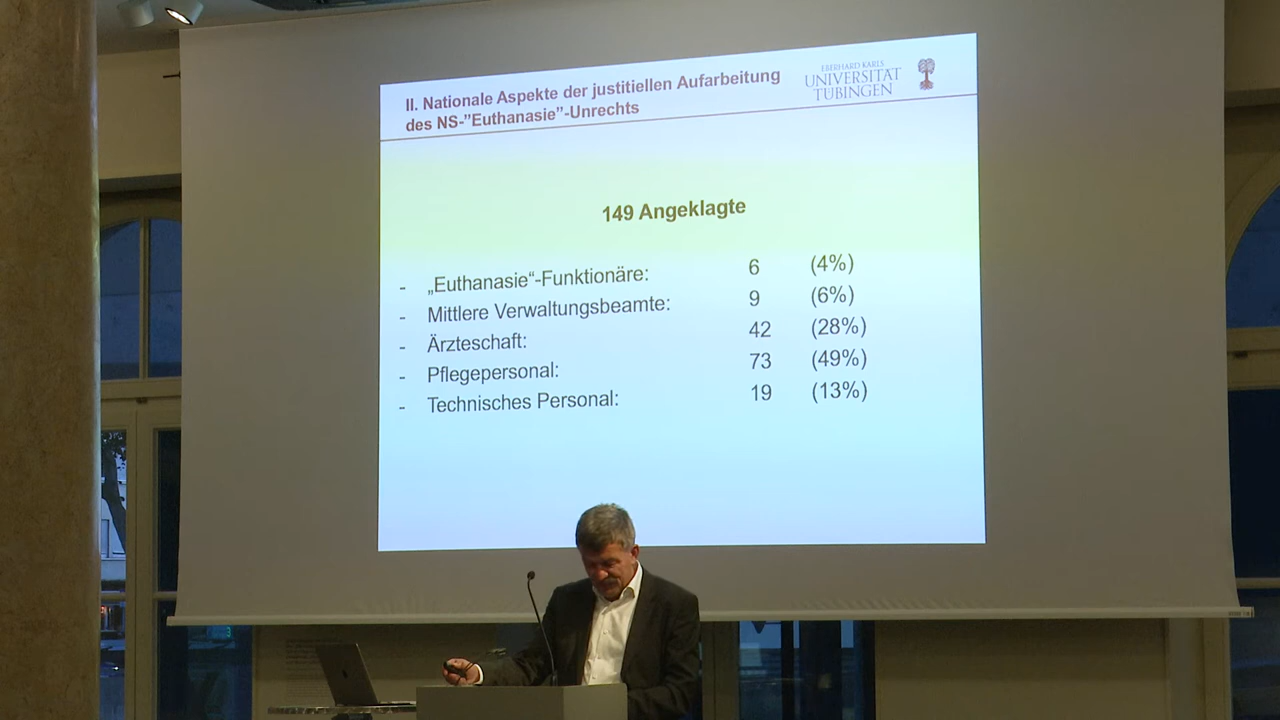 II. Nationale Aspekte der justitiellen Aufarbeitung
des NS-”Euthanasie”-Unrechts
EBERHARD KARLS
UNIVERSITÄT
TÜBINGEN
149 Angeklagte
- „Euthanasie“-Funktionäre: 6 (4%)
- Mittlere Verwaltungsbeamte: 9 (6%)
- Ärzteschaft: 42 (28%)
- Pflegepersonal: 73 (49%)
- Technisches Personal: 19 (13%)